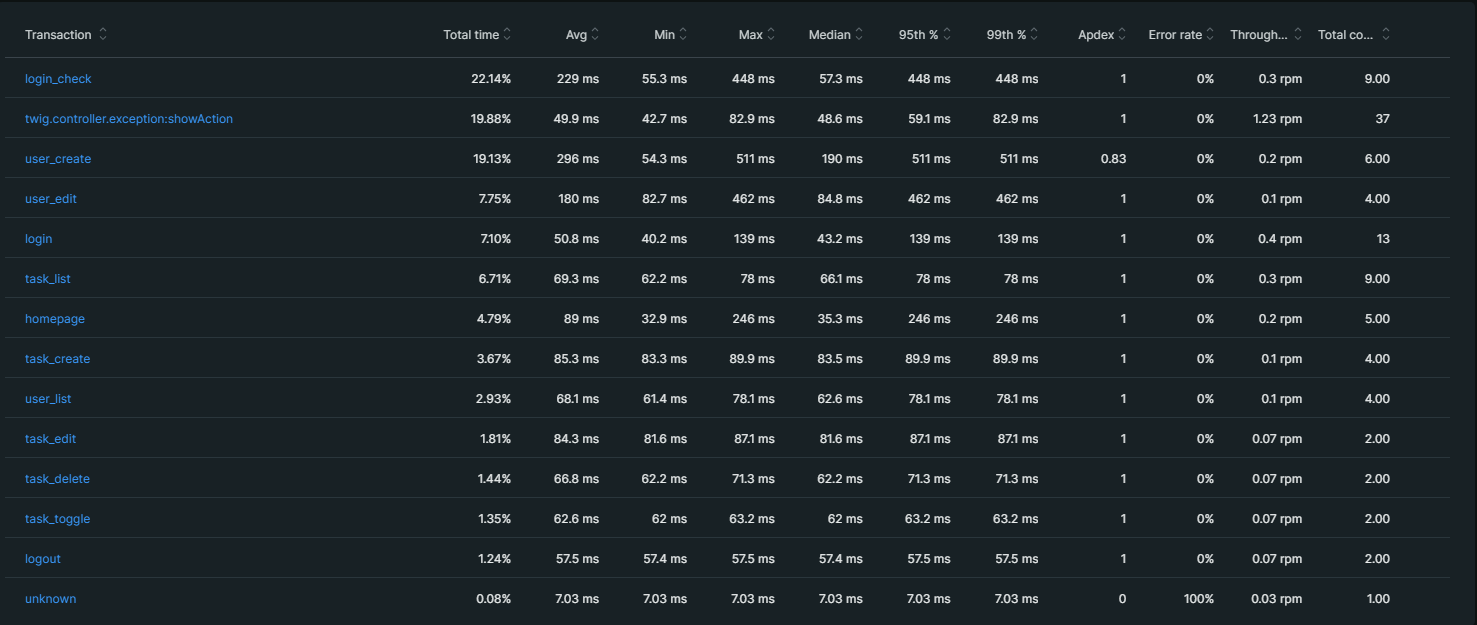 Transaction Total time Avg Min Max Median 95th % 99th % Apdex Error rate Through... Total co...
login_check 22.14% 229 ms 55.3 ms 448 ms 57.3 ms 448 ms 448 ms 1 0% 0.3 rpm 9.00
twig.controller.exception:showAction 19.88% 49.9 ms 42.7 ms 82.9 ms 48.6 ms 59.1 ms 82.9 ms 1 0% 1.23 rpm 37
user_create 19.13% 296 ms 54.3 ms 511 ms 190 ms 511 ms 511 ms 0.83 0% 0.2 rpm 6.00
user_edit 7.75% 180 ms 82.7 ms 462 ms 84.8 ms 462 ms 462 ms 1 0% 0.1 rpm 4.00
login 7.10% 50.8 ms 40.2 ms 139 ms 43.2 ms 139 ms 139 ms 1 0% 0.4 rpm 13
task_list 6.71% 69.3 ms 62.2 ms 78 ms 66.1 ms 78 ms 78 ms 1 0% 0.3 rpm 9.00
homepage 4.79% 89 ms 32.9 ms 246 ms 35.3 ms 246 ms 246 ms 1 0% 0.2 rpm 5.00
task_create 3.67% 85.3 ms 83.3 ms 89.9 ms 83.5 ms 89.9 ms 89.9 ms 1 0% 0.1 rpm 4.00
user_list 2.93% 68.1 ms 61.4 ms 78.1 ms 62.6 ms 78.1 ms 78.1 ms 1 0% 0.1 rpm 4.00
task_edit 1.81% 84.3 ms 81.6 ms 87.1 ms 81.6 ms 87.1 ms 87.1 ms 1 0% 0.07 rpm 2.00
task_delete 1.44% 66.8 ms 62.2 ms 71.3 ms 62.2 ms 71.3 ms 71.3 ms 1 0% 0.07 rpm 2.00
task_toggle 1.35% 62.6 ms 62 ms 63.2 ms 62 ms 63.2 ms 63.2 ms 1 0% 0.07 rpm 2.00
logout 1.24% 57.5 ms 57.4 ms 57.5 ms 57.4 ms 57.5 ms 57.5 ms 1 0% 0.07 rpm 2.00
unknown 0.08% 7.03 ms 7.03 ms 7.03 ms 7.03 ms 7.03 ms 7.03 ms 0 100% 0.03 rpm 1.00